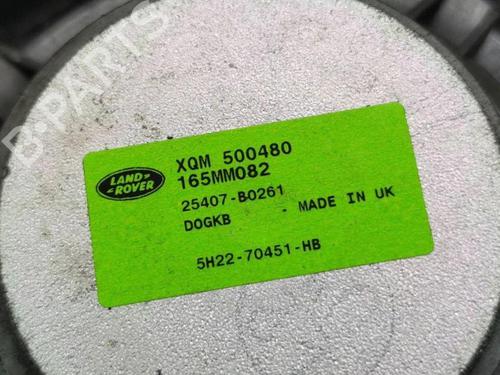 B-PARTS
LAND ROVER
XQM 500480
165MM082
25407-B0261
DOGKB - MADE IN UK
5H22-70451-HB